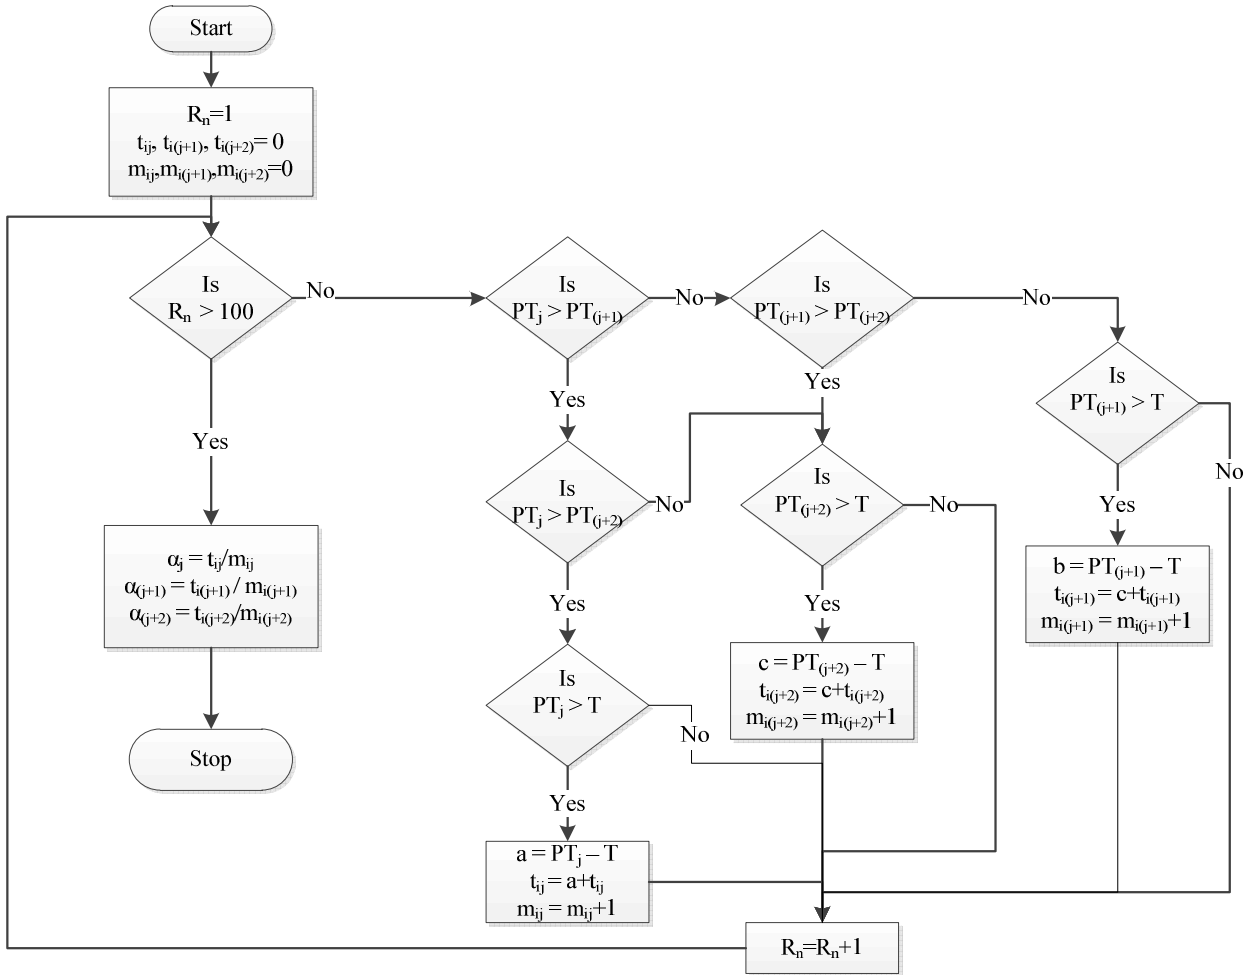 Start
Rₙ=1
tᵢⱼ, tᵢ₍ⱼ₊₁₎, tᵢ₍ⱼ₊₂₎= 0
mᵢⱼ,mᵢ₍ⱼ₊₁₎,mᵢ₍ⱼ₊₂₎=0
Is
Rₙ > 100
No
Is
PTⱼ > PT₍ⱼ₊₁₎
No
Is
PT₍ⱼ₊₁₎ > PT₍ⱼ₊₂₎
No
Is
PT₍ⱼ₊₁₎ > T
No
Yes
Yes
Yes
Is
PTⱼ > PT₍ⱼ₊₂₎
No
Is
PT₍ⱼ₊₂₎ > T
No
Yes
b = PT₍ⱼ₊₁₎ – T
tᵢ₍ⱼ₊₁₎ = c+tᵢ₍ⱼ₊₁₎
mᵢ₍ⱼ₊₁₎ = mᵢ₍ⱼ₊₁₎+1
αⱼ = tᵢⱼ/mᵢⱼ
α₍ⱼ₊₁₎ = tᵢ₍ⱼ₊₁₎ / mᵢ₍ⱼ₊₁₎
α₍ⱼ₊₂₎ = tᵢ₍ⱼ₊₂₎/mᵢ₍ⱼ₊₂₎
Yes
Yes
Is
PTⱼ > T
No
c = PT₍ⱼ₊₂₎ – T
tᵢ₍ⱼ₊₂₎ = c+tᵢ₍ⱼ₊₂₎
mᵢ₍ⱼ₊₂₎ = mᵢ₍ⱼ₊₂₎+1
Stop
Yes
a = PTⱼ – T
tᵢⱼ = a+tᵢⱼ
mᵢⱼ = mᵢⱼ+1
Rₙ=Rₙ+1